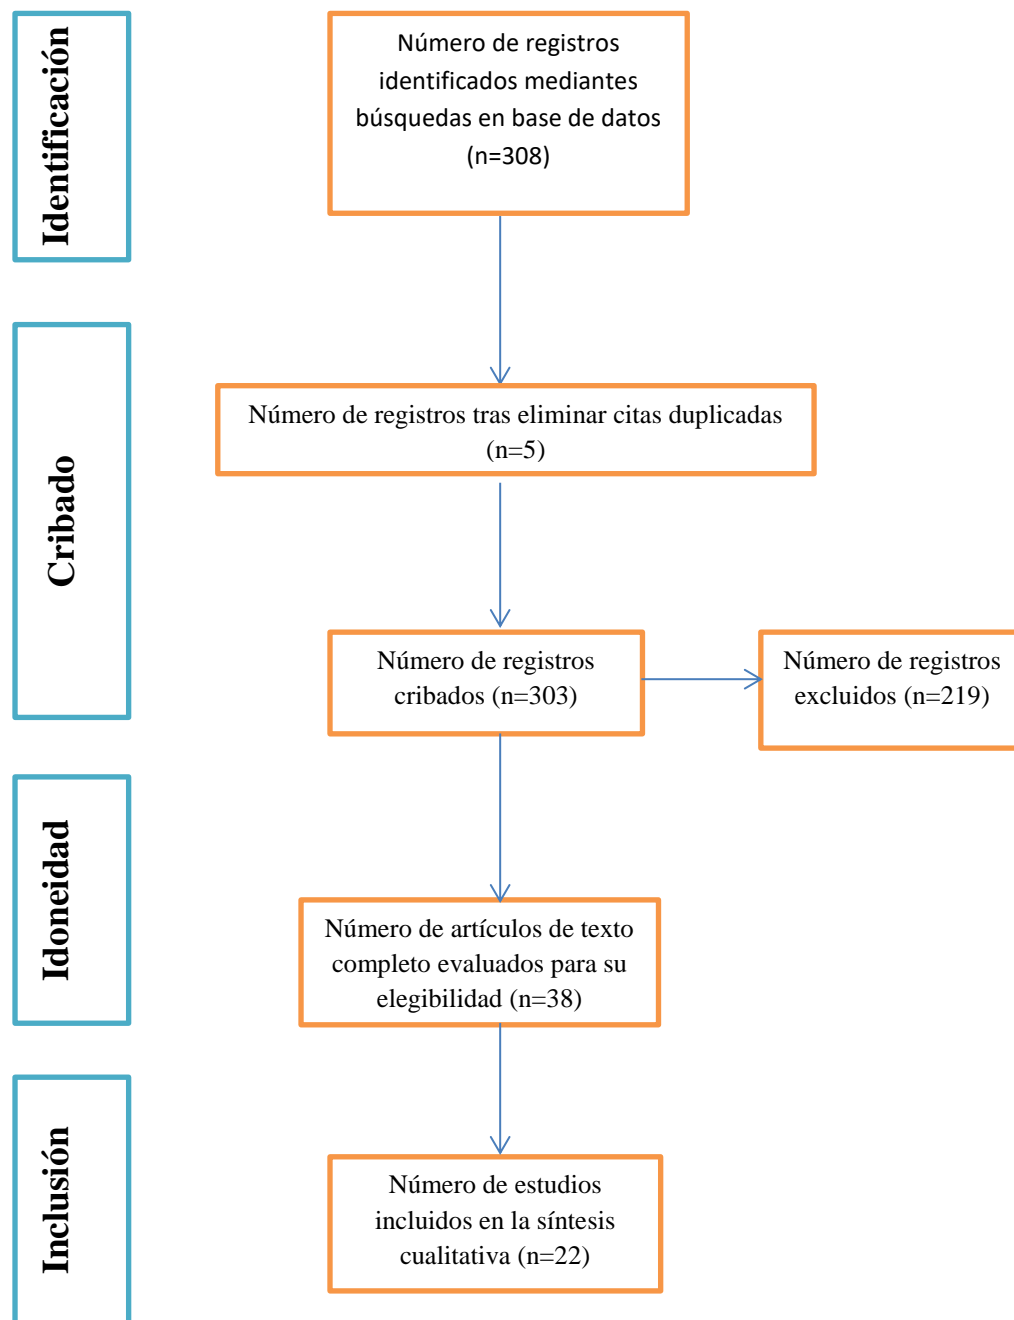 Identificación
Número de registros
identificados mediantes
búsquedas en base de datos
(n=308)
Cribado
Número de registros tras eliminar citas duplicadas
(n=5)
Número de registros
cribados (n=303)
Número de registros
excluidos (n=219)
Idoneidad
Número de artículos de texto
completo evaluados para su
elegibilidad (n=38)
Inclusión
Número de estudios
incluidos en la síntesis
cualitativa (n=22)